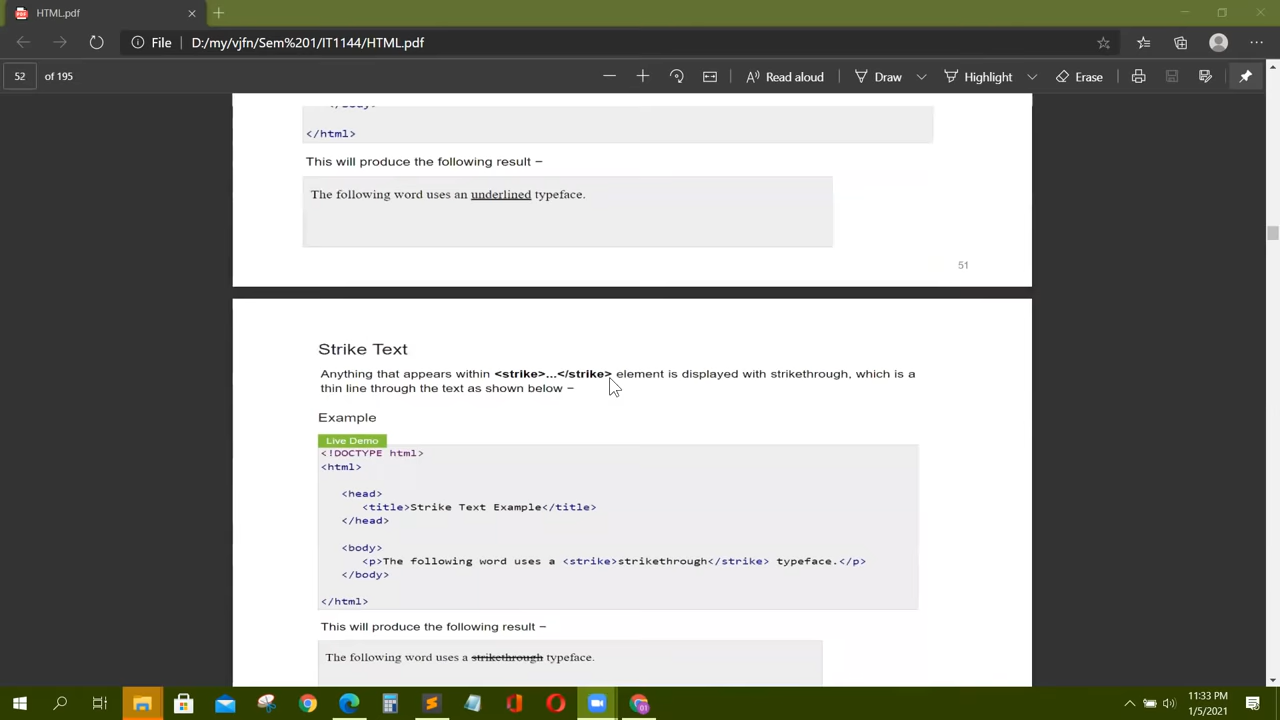 HTML.pdf
File D:/my/vjfn/Sem%201/IT1144/HTML.pdf
52 of 195 Read aloud Draw Highlight Erase
</html>
This will produce the following result −
The following word uses an underlined typeface.
51
Strike Text
Anything that appears within <strike>...</strike> element is displayed with strikethrough, which is a
thin line through the text as shown below −
Example
Live Demo
<!DOCTYPE html>
<html>
<head>
<title>Strike Text Example</title>
</head>
<body>
<p>The following word uses a <strike>strikethrough</strike> typeface.</p>
</body>
</html>
This will produce the following result −
The following word uses a strikethrough typeface.
11:33 PM
1/5/2021